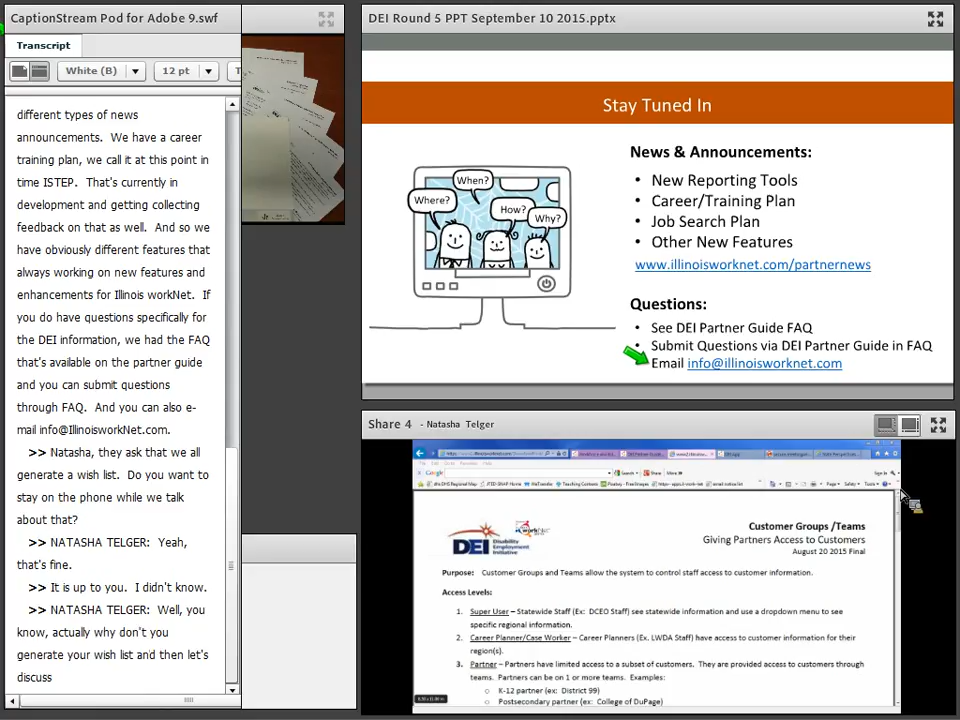 CaptionStream Pod for Adobe 9.swf
Transcript
White (B)
12 pt
different types of news
announcements. We have a career
training plan, we call it at this point in
time ISTEP. That's currently in
development and getting collecting
feedback on that as well. And so we
have obviously different features that
always working on new features and
enhancements for Illinois workNet. If
you do have questions specifically for
the DEI information, we had the FAQ
that's available on the partner guide
and you can submit questions
through FAQ. And you can also e-
mail info@IllinoisworkNet.com.
>> Natasha, they ask that we all
generate a wish list. Do you want to
stay on the phone while we talk
about that?
>> NATASHA TELGER: Yeah,
that's fine.
>> It is up to you. I didn't know.
>> NATASHA TELGER: Well, you
know, actually why don't you
generate your wish list and then let's
discuss
DEI Round 5 PPT September 10 2015.pptx
Stay Tuned In
When?
Where?
How?
Why?
News & Announcements:
• New Reporting Tools
• Career/Training Plan
• Job Search Plan
• Other New Features
www.illinoisworknet.com/partnernews
Questions:
• See DEI Partner Guide FAQ
• Submit Questions via DEI Partner Guide in FAQ
Email info@illinoisworknet.com
Share 4 - Natasha Telger
Google
DEI Disability
Employment
Initiative
Customer Groups /Teams
Giving Partners Access to Customers
August 20 2015 Final
Purpose: Customer Groups and Teams allow the system to control staff access to customer information.
Access Levels:
1. Super User – Statewide Staff (Ex: DCEO Staff) see statewide information and use a dropdown menu to see
specific regional information.
2. Career Planner/Case Worker – Career Planners (Ex. LWDA Staff) have access to customer information for their
region(s).
3. Partner – Partners have limited access to a subset of customers. They are provided access to customers through
teams. Partners can be on 1 or more teams. Examples:
o K-12 partner (ex: District 99)
o Postsecondary partner (ex: College of DuPage)